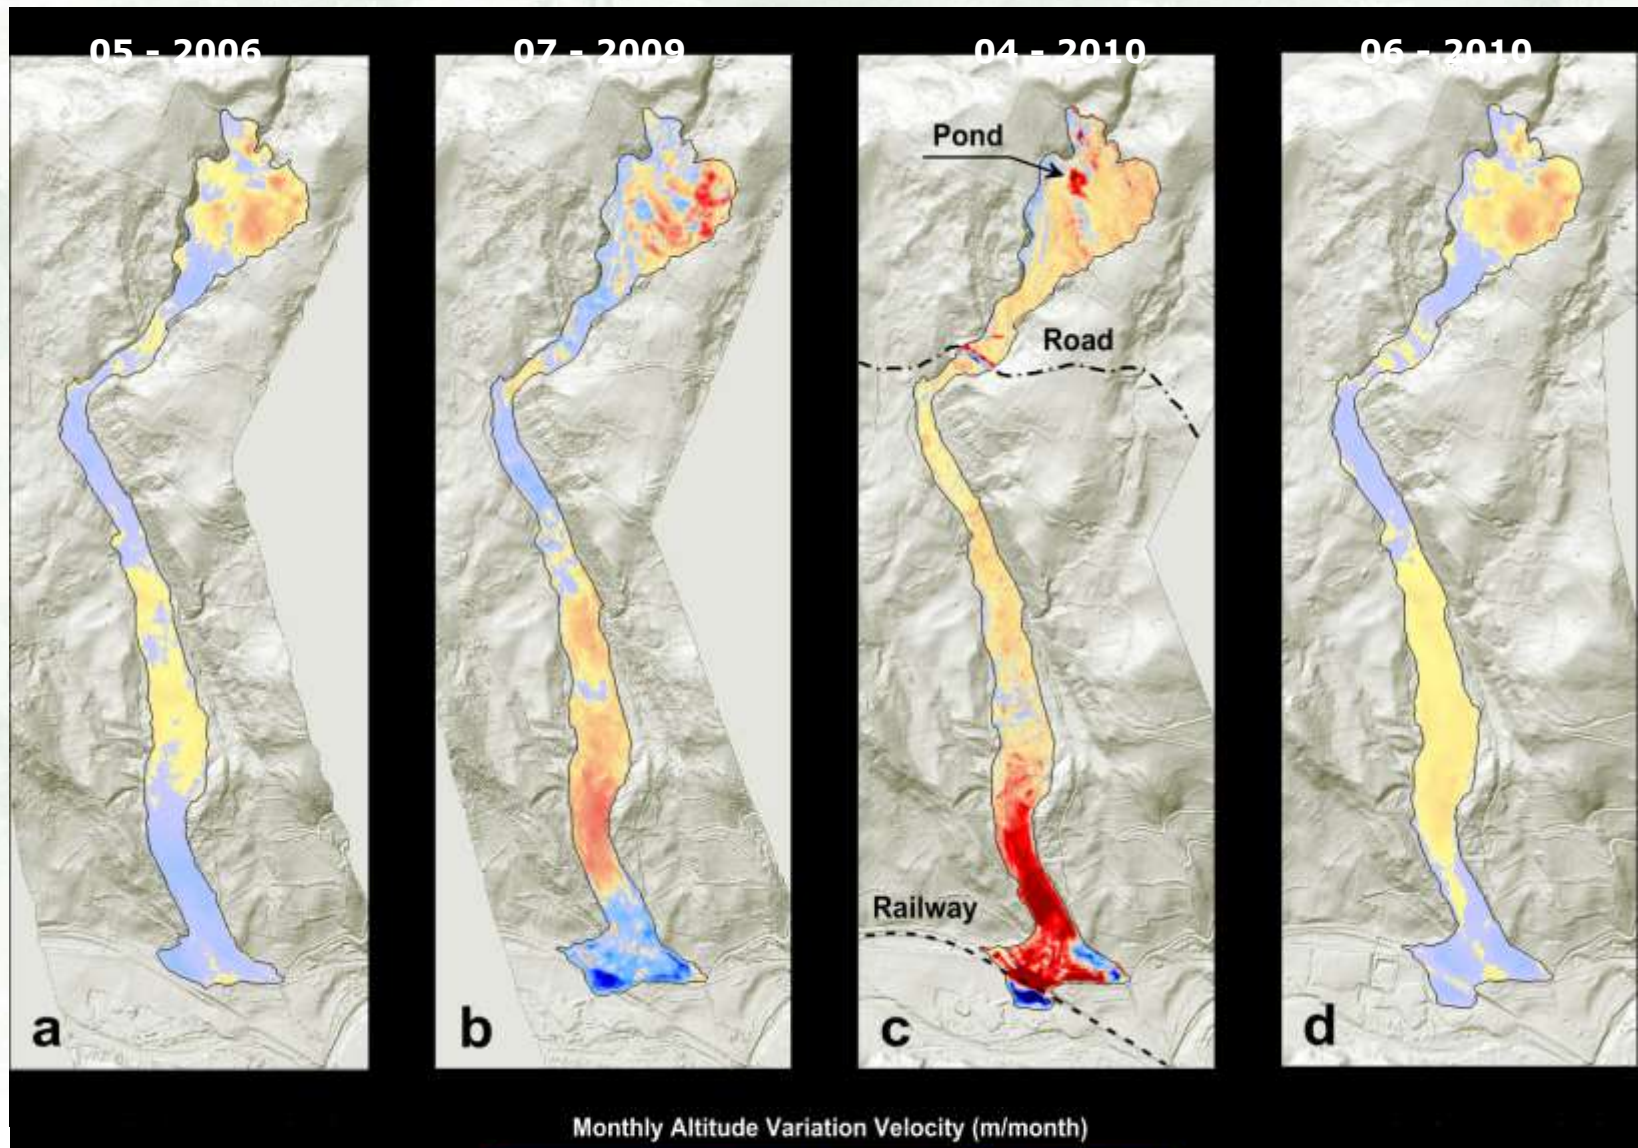 05 - 2006
07 - 2009
04 - 2010
06 - 2010
Pond
Road
Railway
a
b
c
d
Monthly Altitude Variation Velocity (m/month)